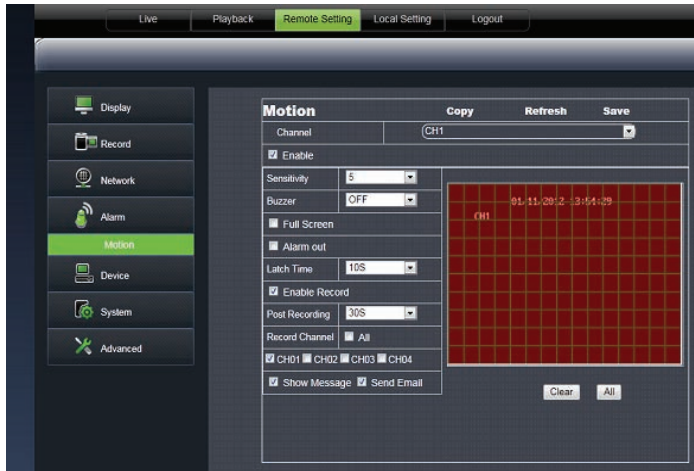 Live Playback Remote Setting Local Setting Logout
Display
Record
Network
Alarm
Motion
Device
System
Advanced
Motion Copy Refresh Save
Channel CH1
Enable
Sensitivity 5
Buzzer OFF
Full Screen
Alarm out
Latch Time 10S
Enable Record
Post Recording 30S
Record Channel All
CH01 CH02 CH03 CH04
Show Message Send Email
CH1
Clear All